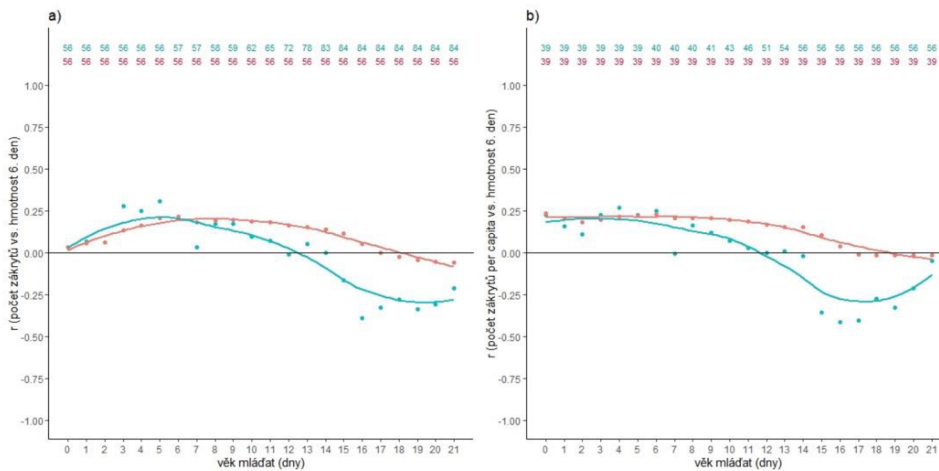 a)
56 56 56 56 56 56 57 57 58 59 62 65 72 78 83 84 84 84 84 84 84 84
56 56 56 56 56 56 56 56 56 56 56 56 56 56 56 56 56 56 56 56 56 56
1.00
0.75
0.50
0.25
0.00
-0.25
-0.50
-0.75
-1.00
r (počet zákrytů vs. hmotnost 6. den)
0 1 2 3 4 5 6 7 8 9 10 11 12 13 14 15 16 17 18 19 20 21
věk mláďat (dny)
b)
39 39 39 39 39 39 40 40 40 41 43 46 51 54 56 56 56 56 56 56 56 56
39 39 39 39 39 39 39 39 39 39 39 39 39 39 39 39 39 39 39 39 39 39
1.00
0.75
0.50
0.25
0.00
-0.25
-0.50
-0.75
-1.00
r (počet zákrytů per capita vs. hmotnost 6. den)
0 1 2 3 4 5 6 7 8 9 10 11 12 13 14 15 16 17 18 19 20 21
věk mláďat (dny)